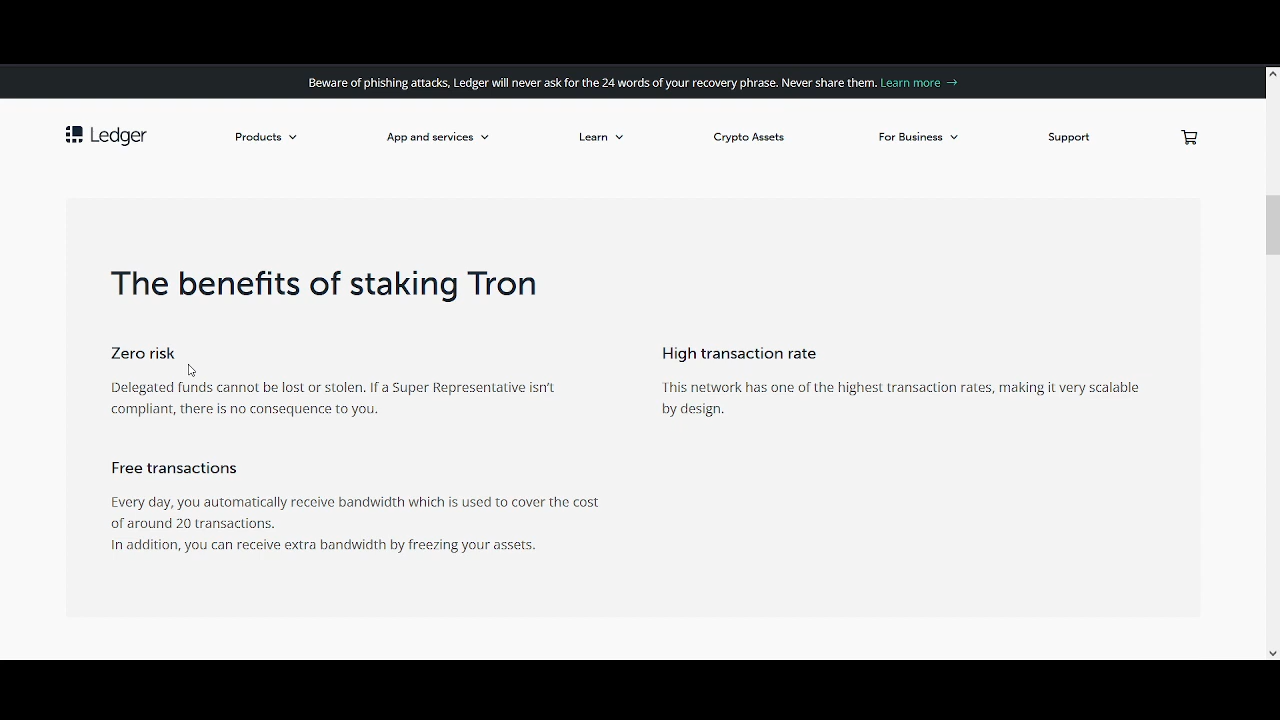 Beware of phishing attacks, Ledger will never ask for the 24 words of your recovery phrase. Never share them. Learn more →
Ledger Products App and services Learn Crypto Assets For Business Support
The benefits of staking Tron
Zero risk
Delegated funds cannot be lost or stolen. If a Super Representative isn't
compliant, there is no consequence to you.
High transaction rate
This network has one of the highest transaction rates, making it very scalable
by design.
Free transactions
Every day, you automatically receive bandwidth which is used to cover the cost
of around 20 transactions.
In addition, you can receive extra bandwidth by freezing your assets.